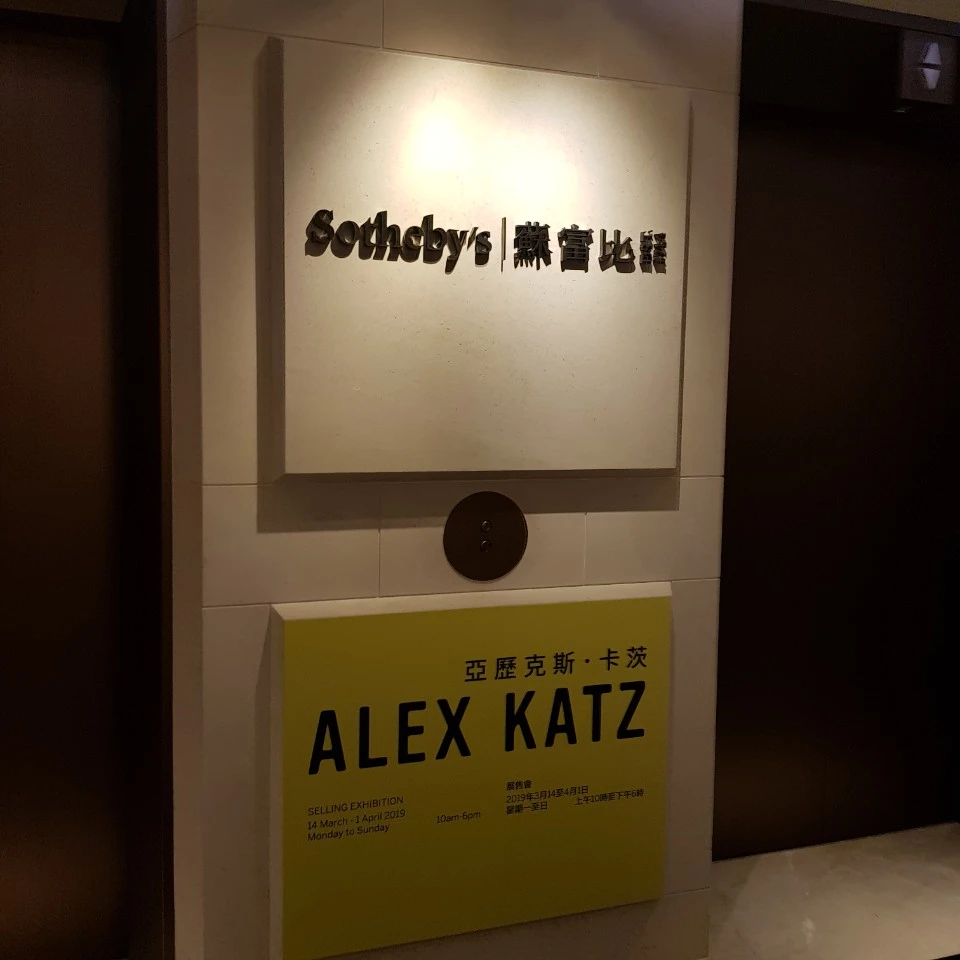 Sotheby's | 蘇富比
亞歷克斯·卡茨
ALEX KATZ
SELLING EXHIBITION
14 March - 1 April 2019
Monday to Sunday
10am-6pm
展售會
2019年3月14至4月1日
星期一至日
上午10時至下午6時